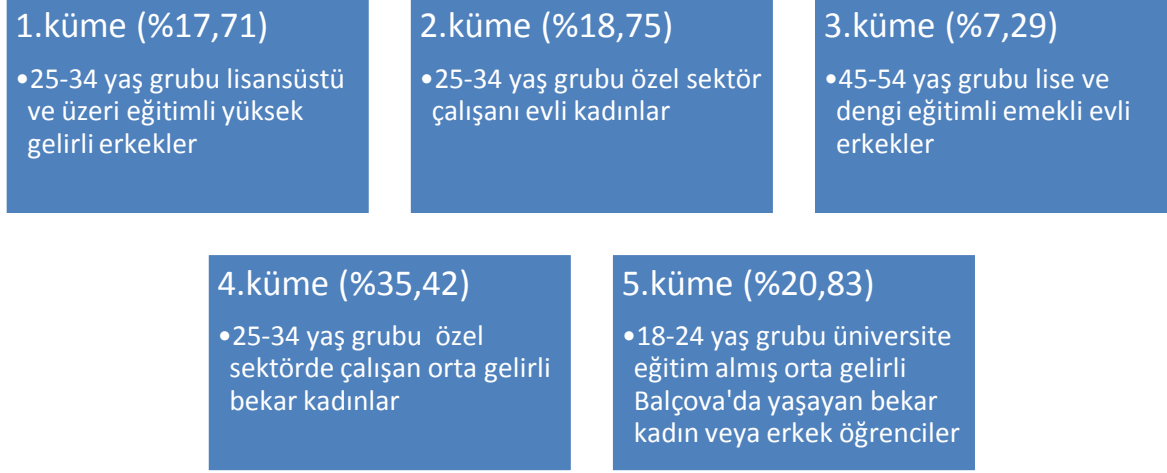 1.küme (%17,71)
•25-34 yaş grubu lisansüstü
ve üzeri eğitimli yüksek
gelirli erkekler
2.küme (%18,75)
•25-34 yaş grubu özel sektör
çalışanı evli kadınlar
3.küme (%7,29)
•45-54 yaş grubu lise ve
dengi eğitimli emekli evli
erkekler
4.küme (%35,42)
•25-34 yaş grubu özel
sektörde çalışan orta gelirli
bekar kadınlar
5.küme (%20,83)
•18-24 yaş grubu üniversite
eğitim almış orta gelirli
Balçova'da yaşayan bekar
kadın veya erkek öğrenciler